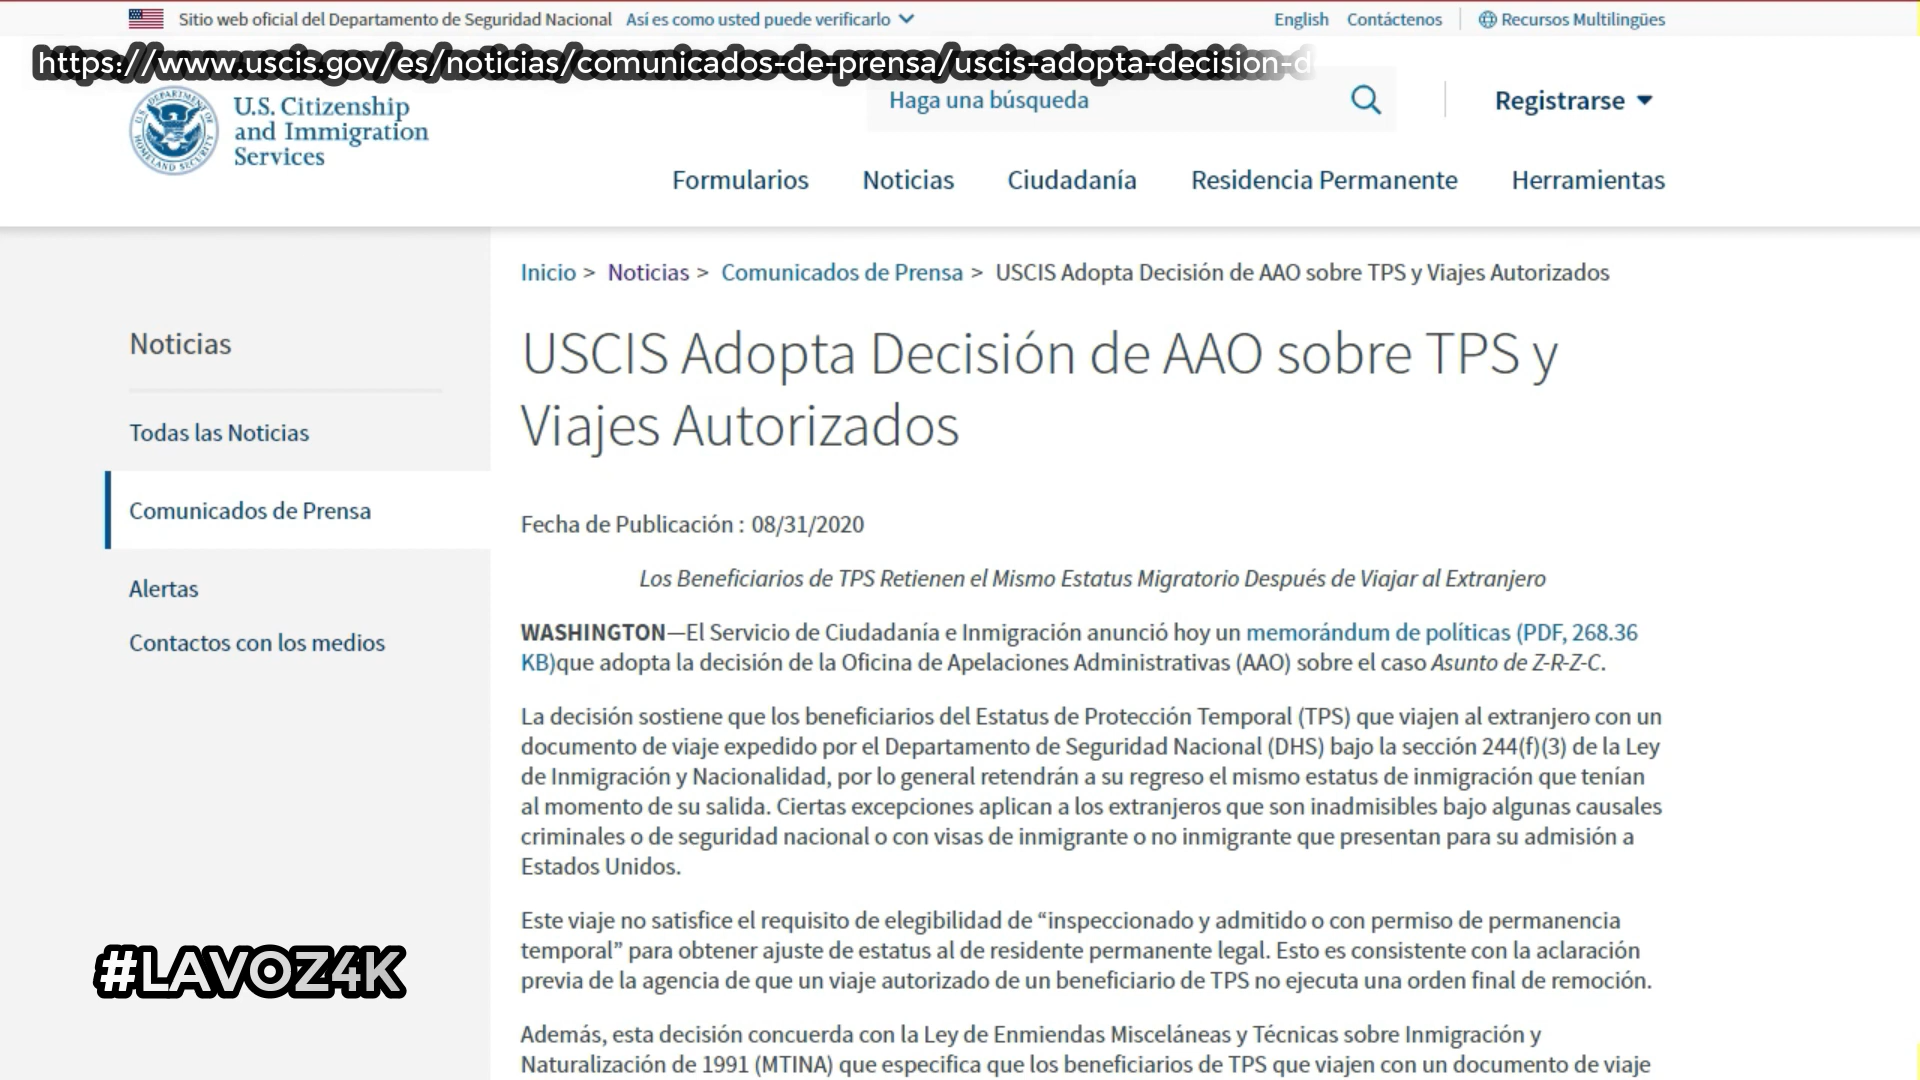 Sitio web oficial del Departamento de Seguridad Nacional Así es como usted puede verificarlo
English Contáctenos Recursos Multilingües
https://www.uscis.gov/es/noticias/comunicados-de-prensa/uscis-adopta-decision-d
U.S. Citizenship
and Immigration
Services
Haga una búsqueda
Registrarse
Formularios Noticias Ciudadanía Residencia Permanente Herramientas
Inicio > Noticias > Comunicados de Prensa > USCIS Adopta Decisión de AAO sobre TPS y Viajes Autorizados
Noticias
Todas las Noticias
Comunicados de Prensa
Alertas
Contactos con los medios
USCIS Adopta Decisión de AAO sobre TPS y
Viajes Autorizados
Fecha de Publicación : 08/31/2020
Los Beneficiarios de TPS Retienen el Mismo Estatus Migratorio Después de Viajar al Extranjero
WASHINGTON—El Servicio de Ciudadanía e Inmigración anunció hoy un memorándum de políticas (PDF, 268.36
KB)que adopta la decisión de la Oficina de Apelaciones Administrativas (AAO) sobre el caso Asunto de Z-R-Z-C.
La decisión sostiene que los beneficiarios del Estatus de Protección Temporal (TPS) que viajen al extranjero con un
documento de viaje expedido por el Departamento de Seguridad Nacional (DHS) bajo la sección 244(f)(3) de la Ley
de Inmigración y Nacionalidad, por lo general retendrán a su regreso el mismo estatus de inmigración que tenían
al momento de su salida. Ciertas excepciones aplican a los extranjeros que son inadmisibles bajo algunas causales
criminales o de seguridad nacional o con visas de inmigrante o no inmigrante que presentan para su admisión a
Estados Unidos.
Este viaje no satisfice el requisito de elegibilidad de “inspeccionado y admitido o con permiso de permanencia
temporal” para obtener ajuste de estatus al de residente permanente legal. Esto es consistente con la aclaración
previa de la agencia de que un viaje autorizado de un beneficiario de TPS no ejecuta una orden final de remoción.
Además, esta decisión concuerda con la Ley de Enmiendas Misceláneas y Técnicas sobre Inmigración y
Naturalización de 1991 (MTINA) que especifica que los beneficiarios de TPS que viajen con un documento de viaje
#LAVOZ4K